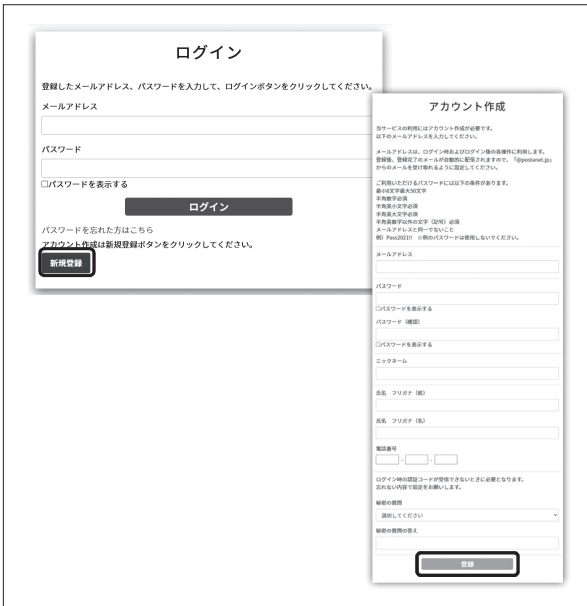 ログイン
登録したメールアドレス、パスワードを入力して、ログインボタンをクリックしてください。
メールアドレス
パスワード
□パスワードを表示する
ログイン
パスワードを忘れた方はこちら
アカウント作成は新規登録ボタンをクリックしてください。
新規登録
アカウント作成
当サービスの利用にはアカウント作成が必要です。
以下のメールアドレスを入力してください。
メールアドレスは、ログイン時およびログイン後の各操作に利用します。
登録後、登録完了のメールが自動的に配信されますので、「@postanet.jp」
からのメールを受け取れるように設定してください。
ご利用いただけるパスワードには以下の条件があります。
最小8文字最大50文字
半角数字必須
半角英小文字必須
半角英大文字必須
半角英数字以外の文字（記号）必須
メールアドレスと同一でないこと
例）Pass2021!! ※例のパスワードは使用しないでください。
メールアドレス
パスワード
□パスワードを表示する
パスワード（確認）
□パスワードを表示する
ニックネーム
氏名 フリガナ（姓）
氏名 フリガナ（名）
電話番号
- -
ログイン時の認証コードが受信できないときに必要となります。
忘れない内容で設定をお願いします。
秘密の質問
選択してください
秘密の質問の答え
登録